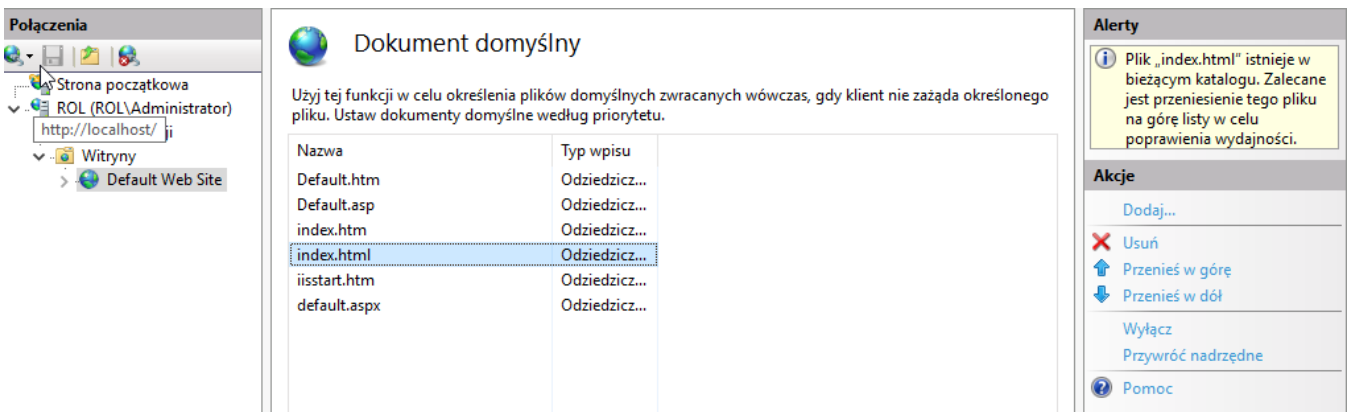 Połączenia
Strona początkowa
ROL (ROL\Administrator)
http://localhost/
ji
Witryny
Default Web Site
Dokument domyślny
Użyj tej funkcji w celu określenia plików domyślnych zwracanych wówczas, gdy klient nie zażąda określonego
pliku. Ustaw dokumenty domyślne według priorytetu.
Nazwa Typ wpisu
Default.htm Odziedzicz...
Default.asp Odziedzicz...
index.htm Odziedzicz...
index.html Odziedzicz...
iisstart.htm Odziedzicz...
default.aspx Odziedzicz...
Alerty
Plik „index.html” istnieje w
bieżącym katalogu. Zalecane
jest przeniesienie tego pliku
na górę listy w celu
poprawienia wydajności.
Akcje
Dodaj...
Usuń
Przenieś w górę
Przenieś w dół
Wyłącz
Przywróć nadrzędne
Pomoc